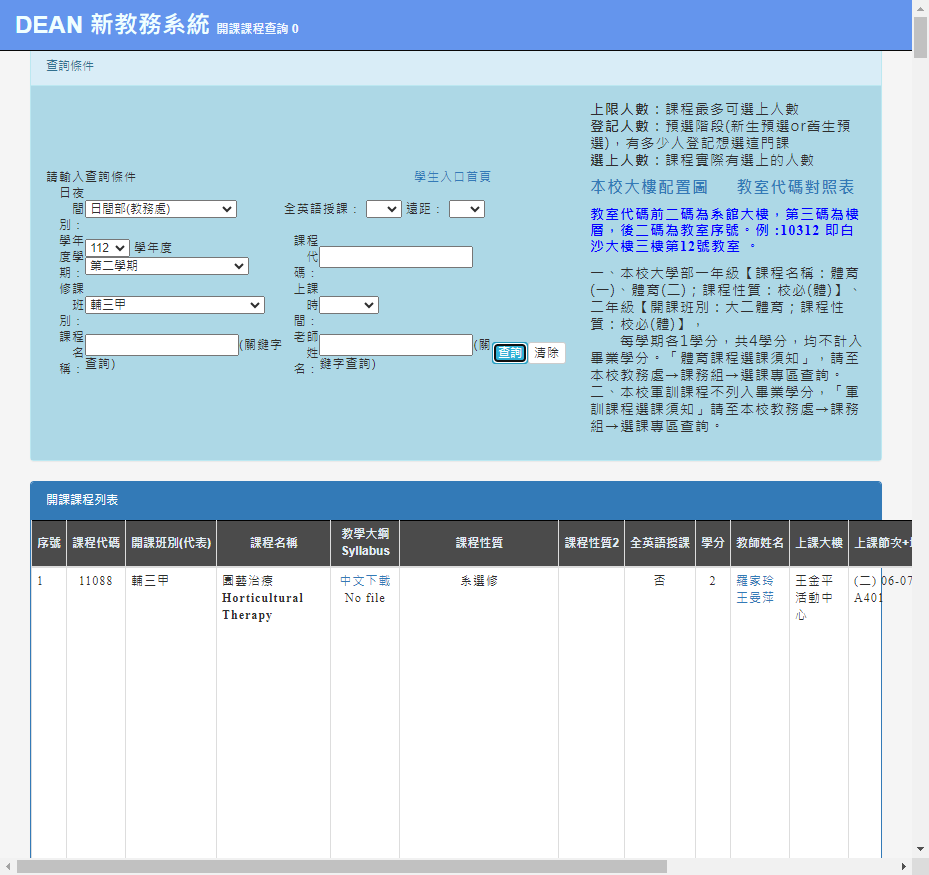 DEAN 新教務系統 開課課程查詢 0
查詢條件
請輸入查詢條件
學生入口首頁
日夜間別：
日間部(教務處)
全英語授課：
遠距：
學年度學期：
112
學年度
第二學期
課程代碼：
修課班別：
輔三甲
上課時間：
課程名稱：
(關鍵字查詢)
老師姓名：
(關鍵字查詢)
查詢
清除
上限人數：課程最多可選上人數
登記人數：預選階段(新生預選or舊生預
選)，有多少人登記想選這門課
選上人數：課程實際有選上的人數
本校大樓配置圖 教室代碼對照表
教室代碼前二碼為系館大樓，第三碼為樓
層，後二碼為教室序號。例 :10312 即白
沙大樓三樓第12號教室 。
一、本校大學部一年級【課程名稱：體育
(一)、體育(二)；課程性質：校必(體)】、
二年級【開課班別：大二體育；課程性
質：校必(體)】，
每學期各1學分，共4學分，均不計入
畢業學分。「體育課程選課須知」，請至
本校教務處→課務組→選課專區查詢。
二、本校軍訓課程不列入畢業學分，「軍
訓課程選課須知」請至本校教務處→課務
組→選課專區查詢。
開課課程列表
序號 課程代碼 開課班別(代表) 課程名稱 教學大綱 Syllabus 課程性質 課程性質2 全英語授課 學分 教師姓名 上課大樓 上課節次+
1 11088 輔三甲 園藝治療 中文下載 系選修 否 2 羅家玲 王金平 (二) 06-07
Horticultural No file 王旻萍 活動中 A401
Therapy 心